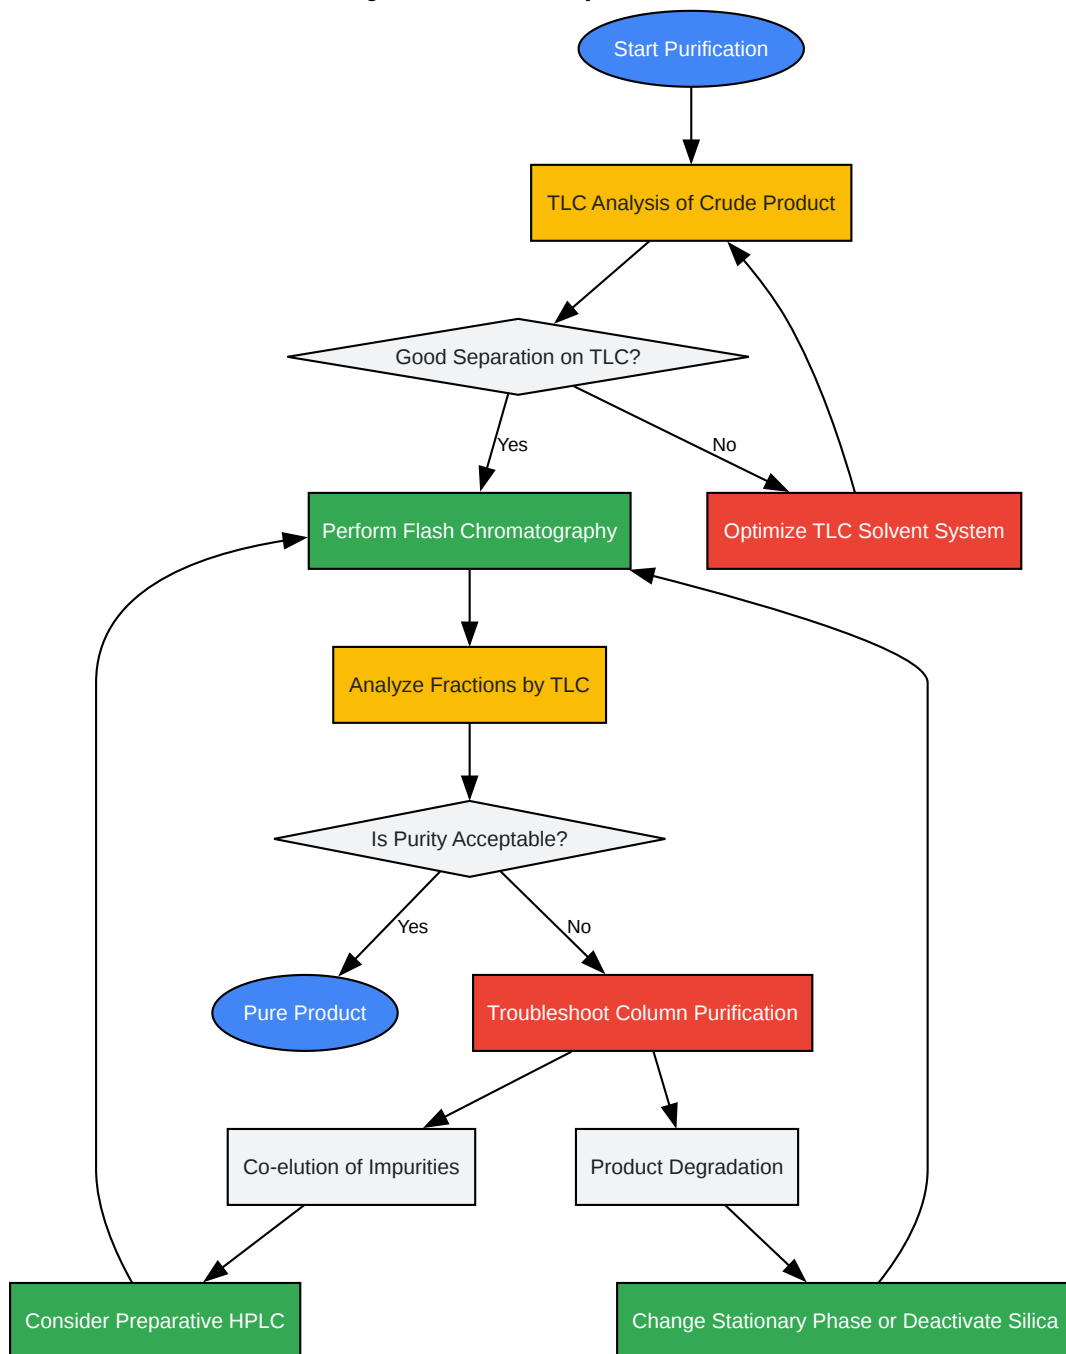 Start Purification
TLC Analysis of Crude Product
Good Separation on TLC?
Yes
No
Perform Flash Chromatography
Optimize TLC Solvent System
Analyze Fractions by TLC
Is Purity Acceptable?
Yes
No
Pure Product
Troubleshoot Column Purification
Co-elution of Impurities
Product Degradation
Consider Preparative HPLC
Change Stationary Phase or Deactivate Silica